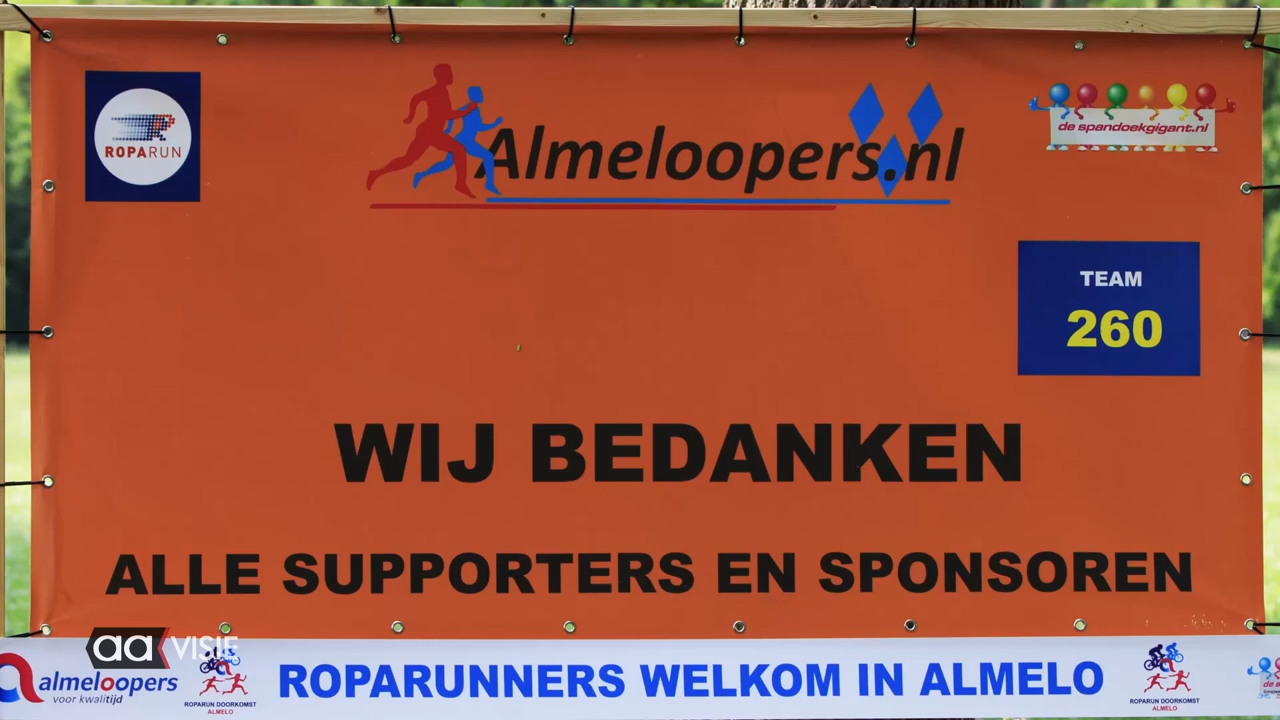 ROPARUN
Almeloopers.nl
de spandoekgigant.nl
TEAM
260
WIJ BEDANKEN
ALLE SUPPORTERS EN SPONSOREN
aa VISIE
almeloopers
voor kwalitijd
ROPARUN DOORKOMST
ALMELO
ROPARUNNERS WELKOM IN ALMELO
ROPARUN DOORKOMST
ALMELO